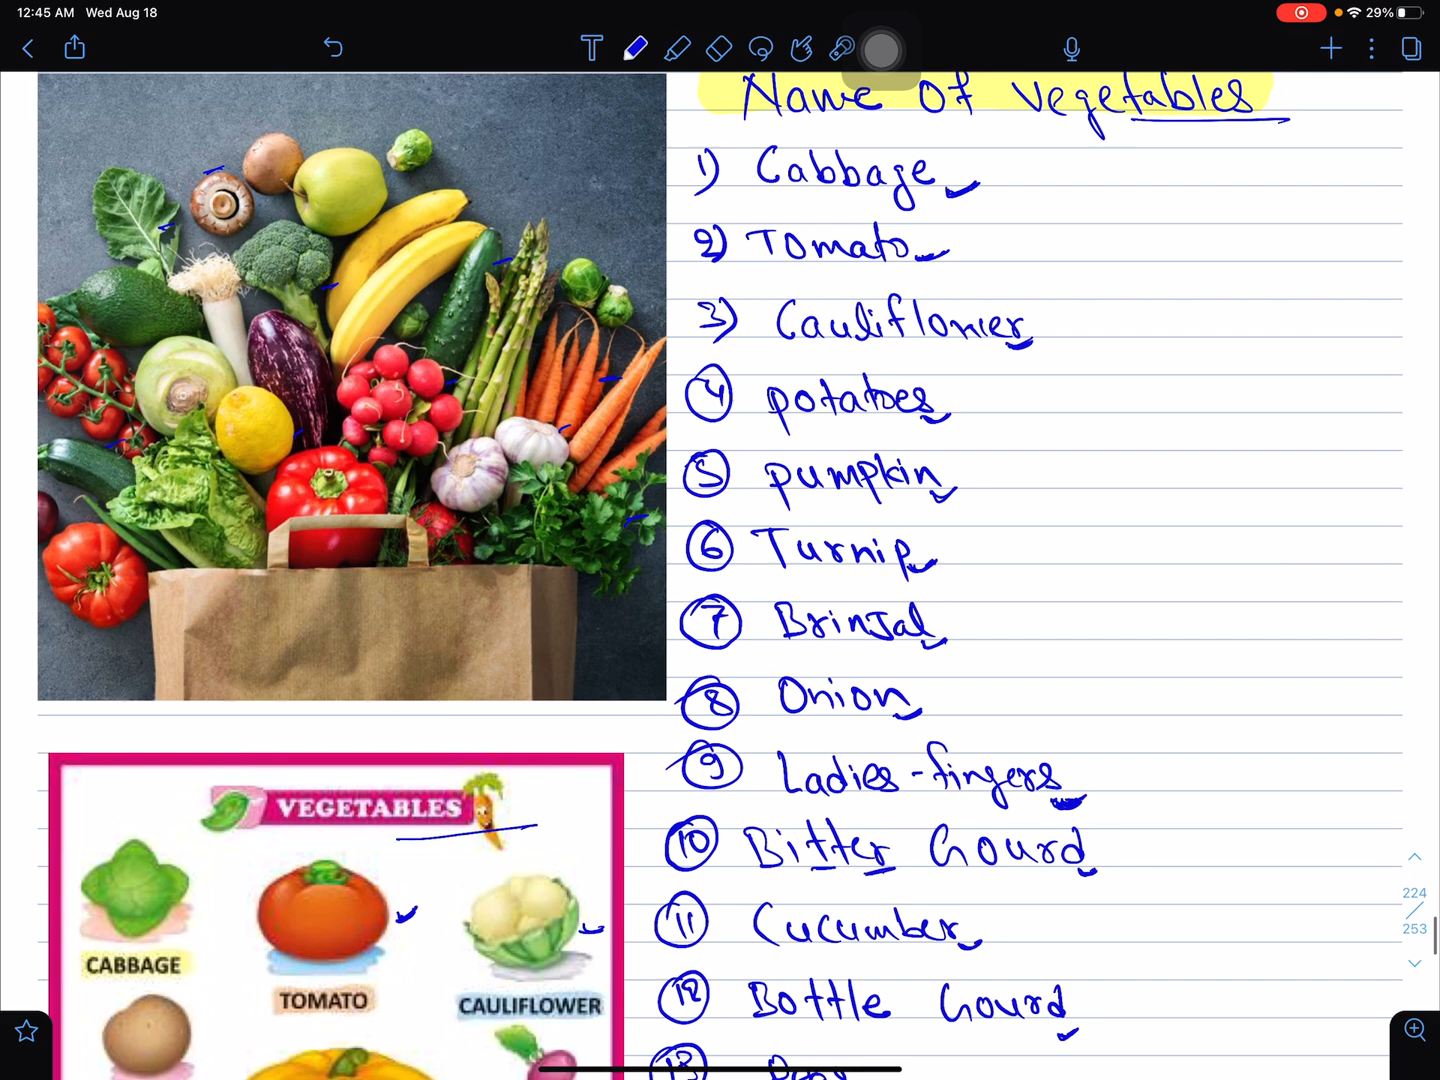 12:45 AM Wed Aug 18
29%
Name Of Vegetables
1) Cabbage
2) Tomato
3) Cauliflower
4 potatoes
5 pumpkin
6 Turnip
7 Brinjal
8 Onion
9 Ladies-fingers
10 Bitter Gourd
11 Cucumber
12 Bottle Gourd
13
VEGETABLES
CABBAGE
TOMATO
CAULIFLOWER
224
253